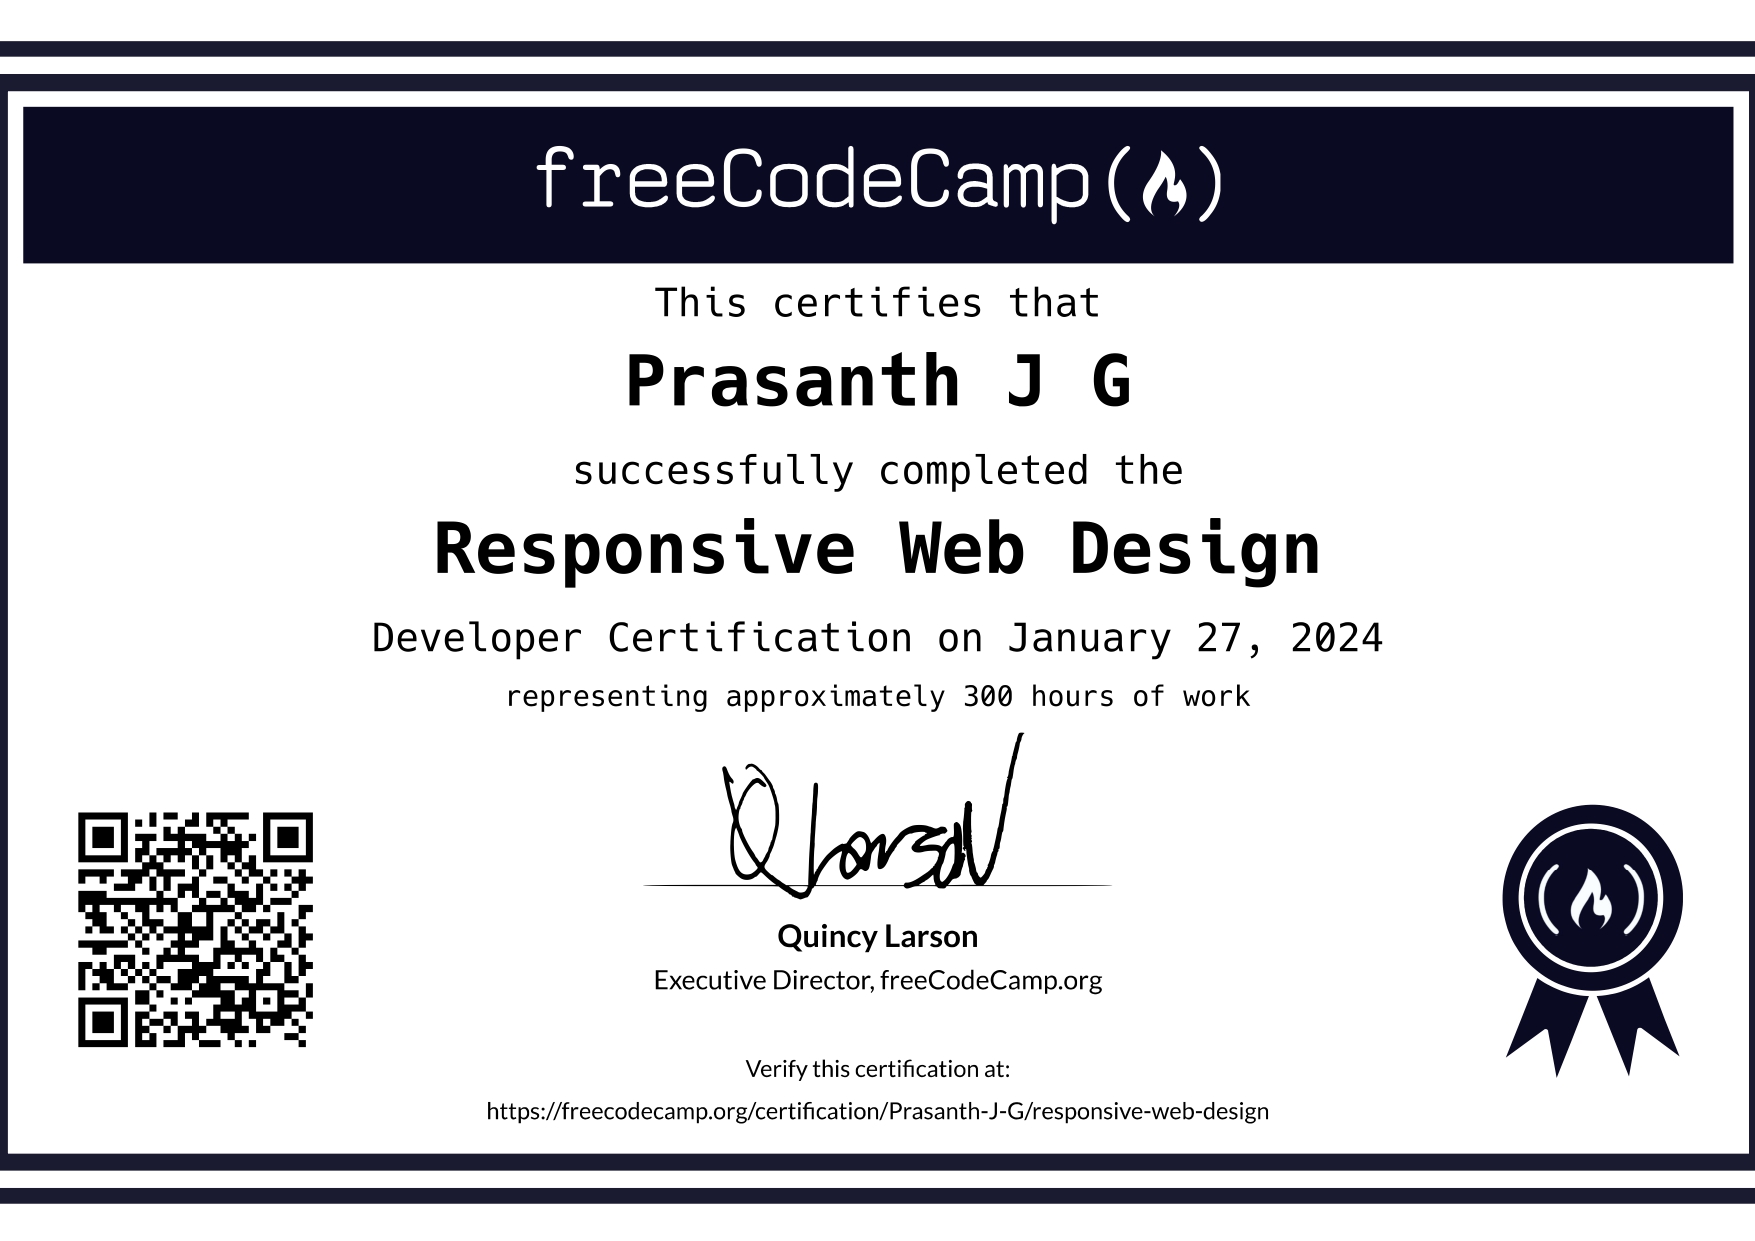 freeCodeCamp(🔥)
This certifies that
Prasanth J G
successfully completed the
Responsive Web Design
Developer Certification on January 27, 2024
representing approximately 300 hours of work
Quincy Larson
Executive Director, freeCodeCamp.org
Verify this certification at:
https://freecodecamp.org/certification/Prasanth-J-G/responsive-web-design